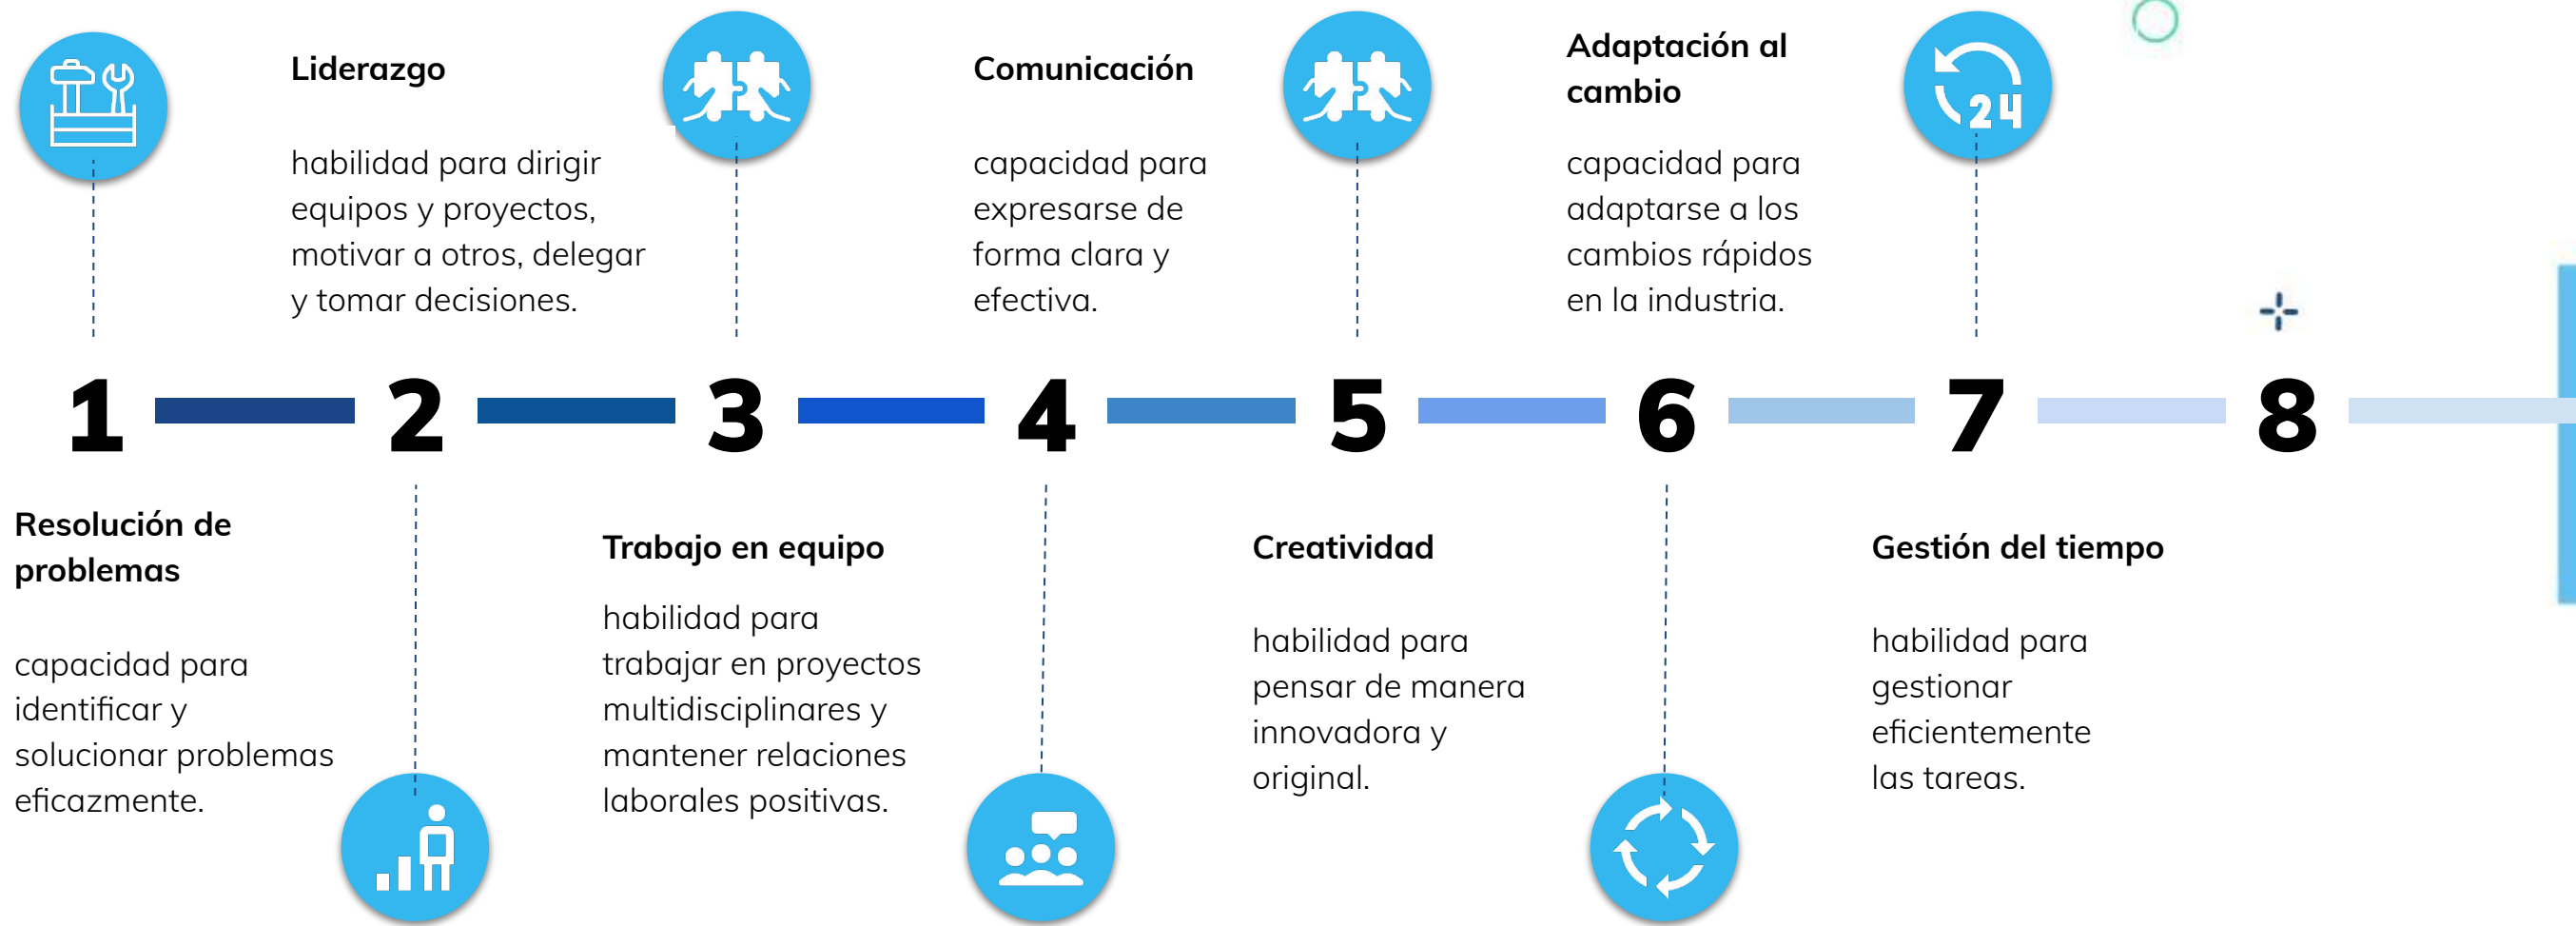 1
Resolución de
problemas
capacidad para
identificar y
solucionar problemas
eficazmente.
2
Liderazgo
habilidad para dirigir
equipos y proyectos,
motivar a otros, delegar
y tomar decisiones.
3
Trabajo en equipo
habilidad para
trabajar en proyectos
multidisciplinares y
mantener relaciones
laborales positivas.
4
Comunicación
capacidad para
expresarse de
forma clara y
efectiva.
5
Creatividad
habilidad para
pensar de manera
innovadora y
original.
6
Adaptación al
cambio
capacidad para
adaptarse a los
cambios rápidos
en la industria.
24
7
Gestión del tiempo
habilidad para
gestionar
eficientemente
las tareas.
8